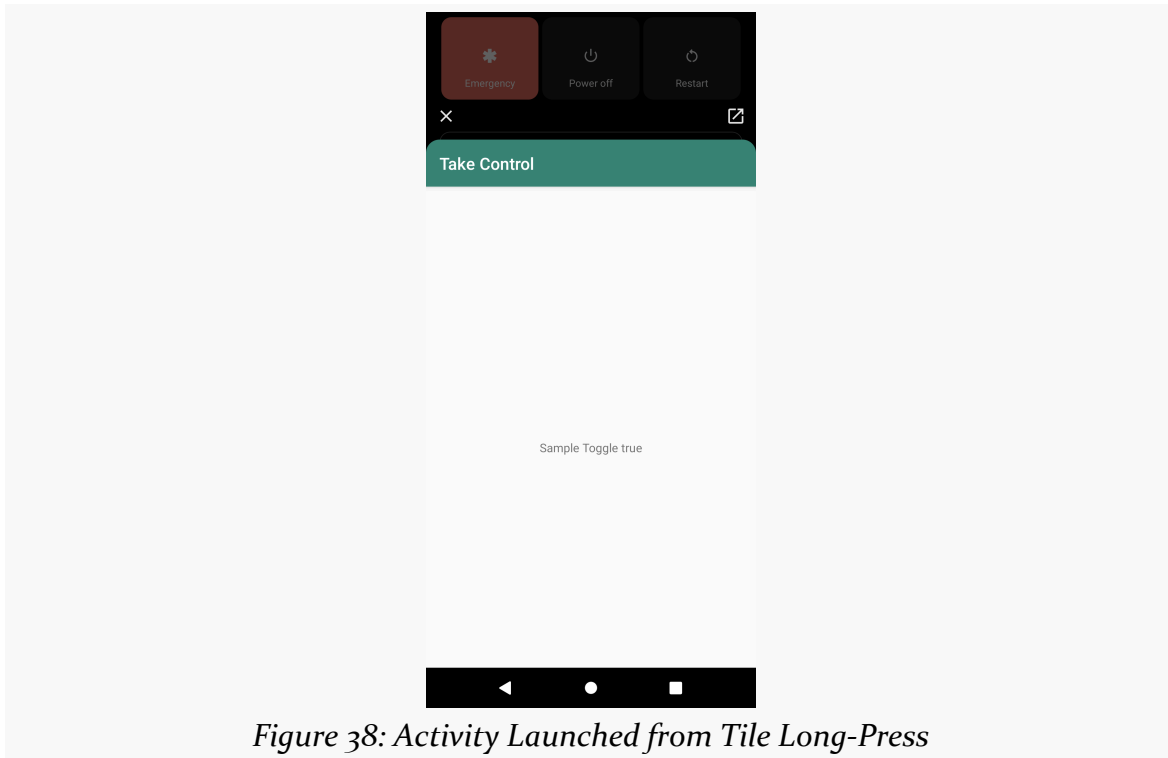 Emergency
Power off
Restart
Take Control
Sample Toggle true
Figure 38: Activity Launched from Tile Long-Press